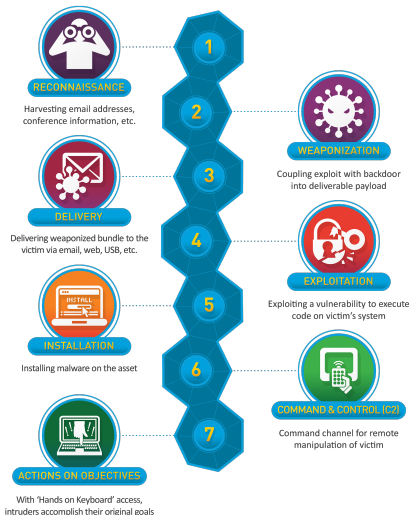 1
RECONNAISSANCE
Harvesting email addresses,
conference information, etc.
2
WEAPONIZATION
Coupling exploit with backdoor
into deliverable payload
3
DELIVERY
Delivering weaponized bundle to the
victim via email, web, USB, etc.
4
EXPLOITATION
Exploiting a vulnerability to execute
code on victim's system
5
INSTALL
INSTALLATION
Installing malware on the asset
6
COMMAND & CONTROL (C2)
Command channel for remote
manipulation of victim
7
ACTIONS ON OBJECTIVES
With 'Hands on Keyboard' access,
intruders accomplish their original goals